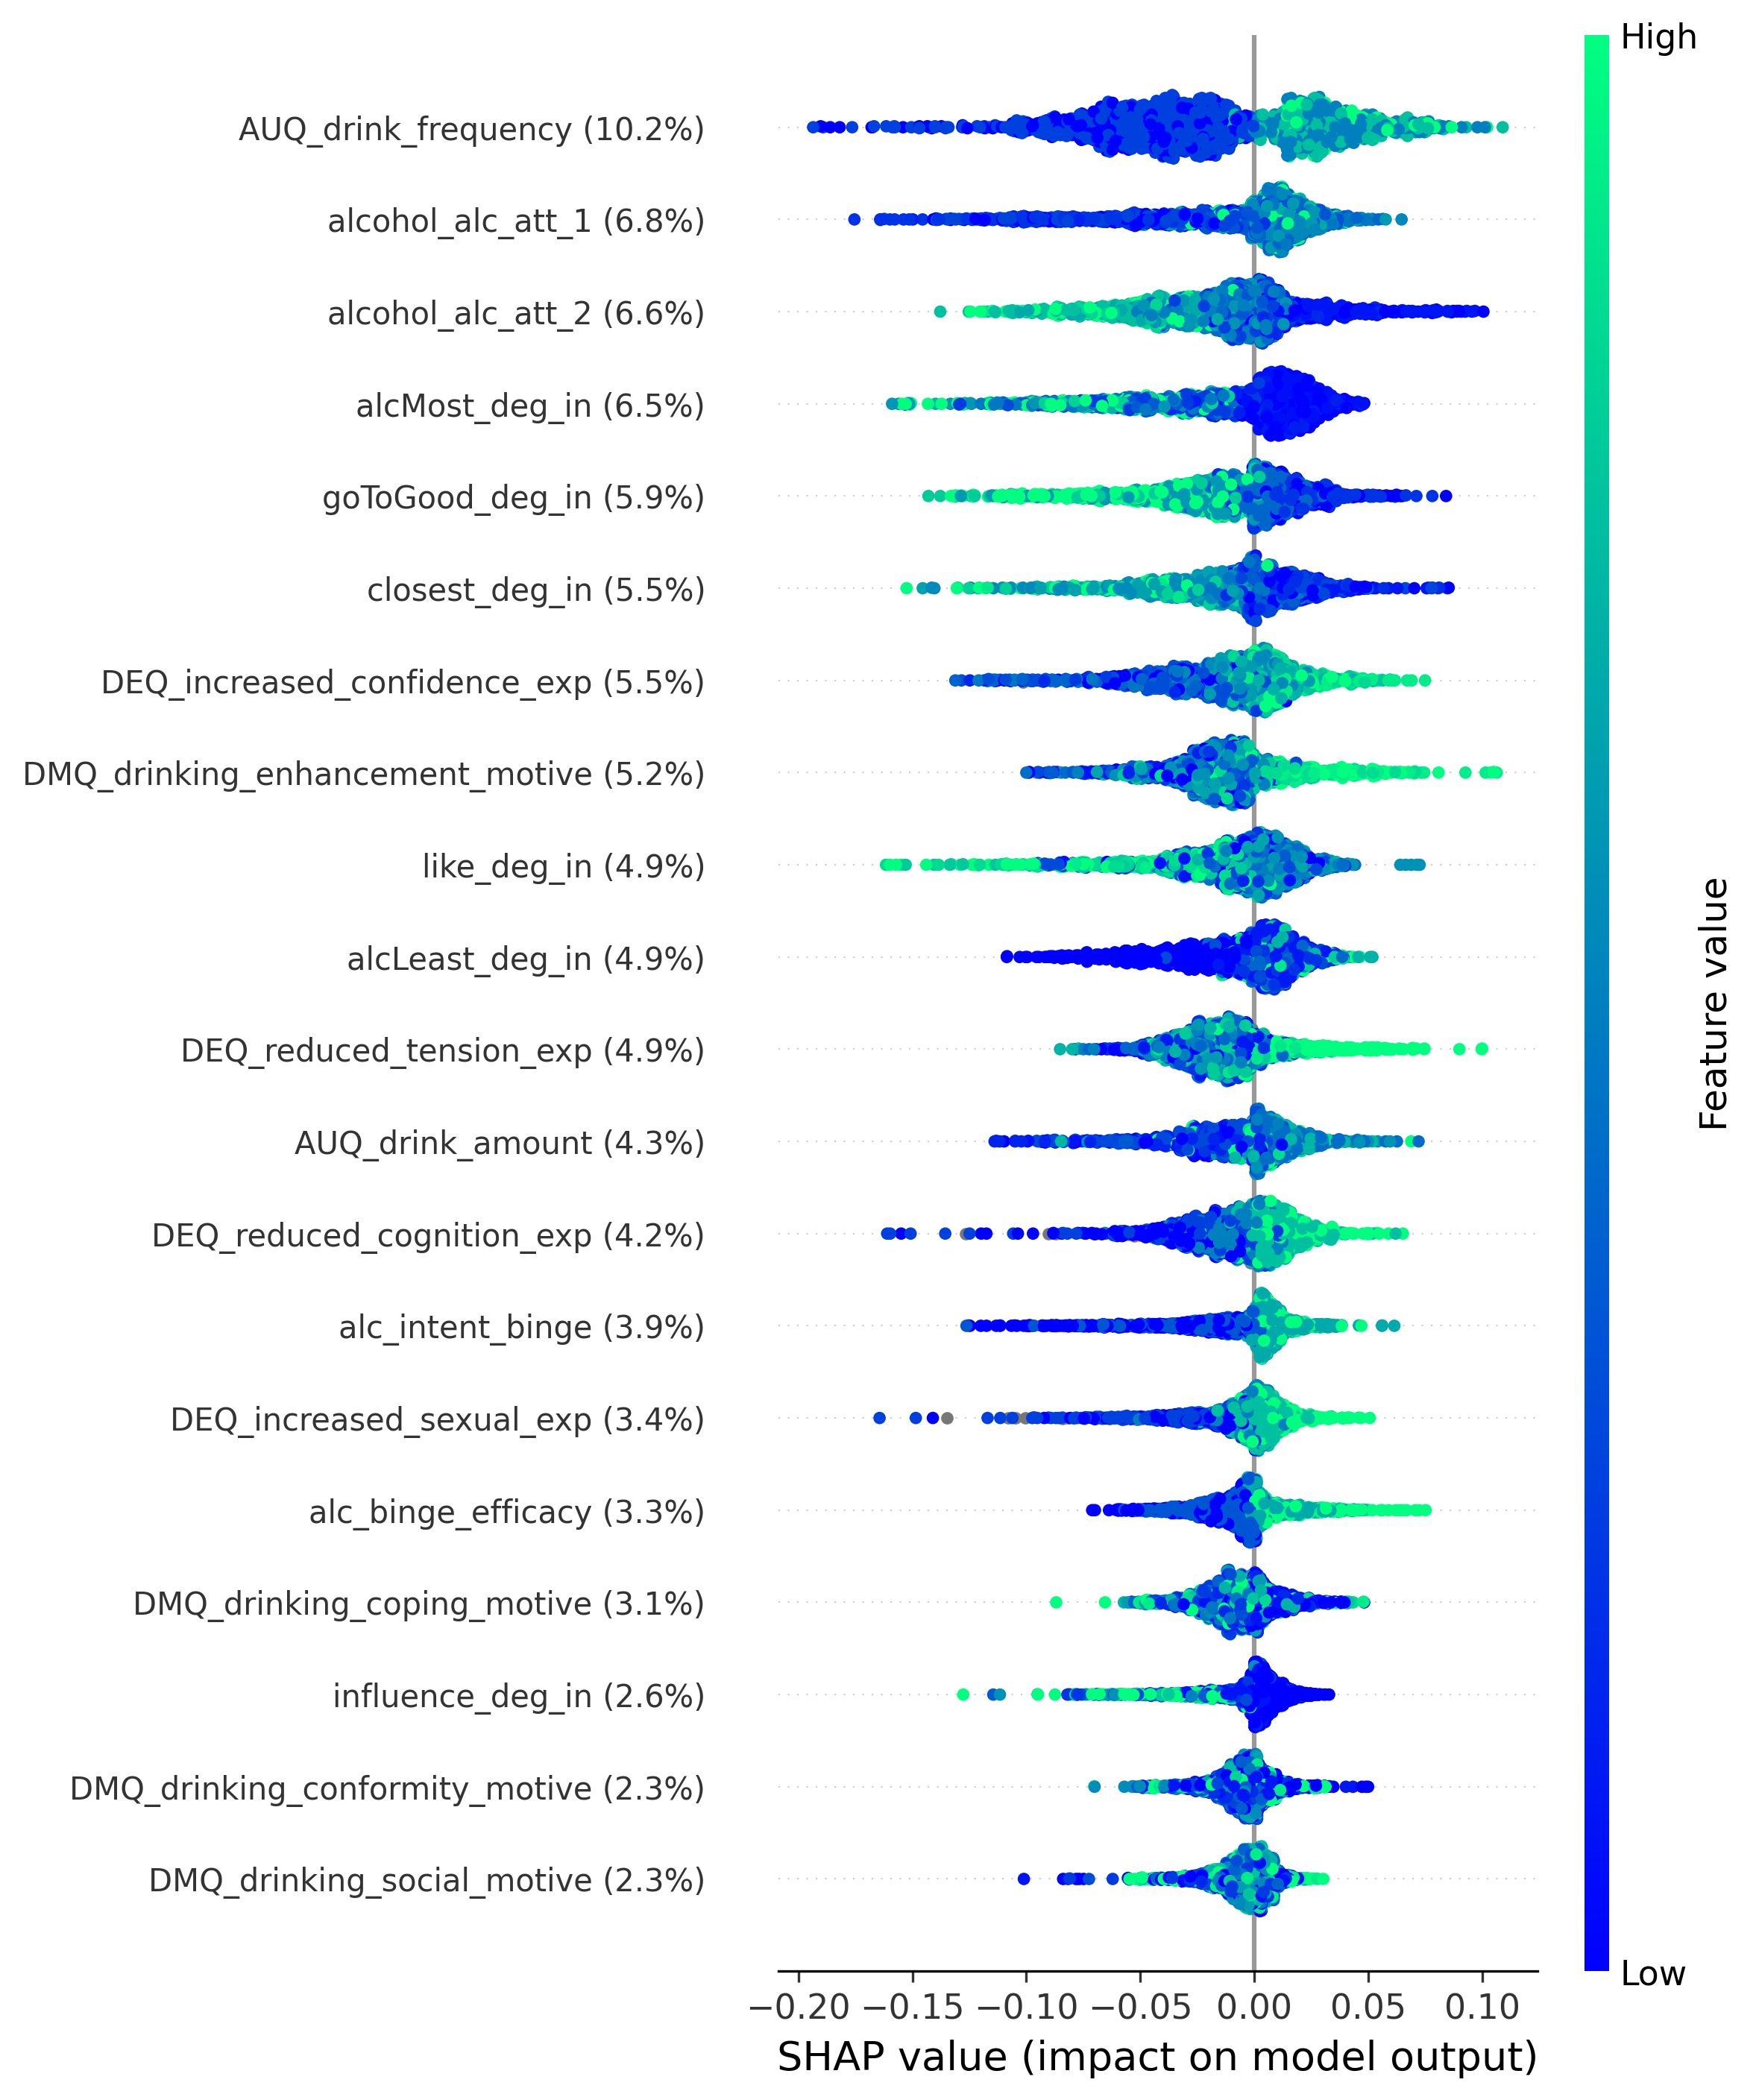 High
AUQ_drink_frequency (10.2%)
alcohol_alc_att_1 (6.8%)
alcohol_alc_att_2 (6.6%)
alcMost_deg_in (6.5%)
goToGood_deg_in (5.9%)
closest_deg_in (5.5%)
DEQ_increased_confidence_exp (5.5%)
DMQ_drinking_enhancement_motive (5.2%)
like_deg_in (4.9%)
alcLeast_deg_in (4.9%)
DEQ_reduced_tension_exp (4.9%)
AUQ_drink_amount (4.3%)
DEQ_reduced_cognition_exp (4.2%)
alc_intent_binge (3.9%)
DEQ_increased_sexual_exp (3.4%)
alc_binge_efficacy (3.3%)
DMQ_drinking_coping_motive (3.1%)
influence_deg_in (2.6%)
DMQ_drinking_conformity_motive (2.3%)
DMQ_drinking_social_motive (2.3%)
Feature value
Low
−0.20 −0.15 −0.10 −0.05 0.00 0.05 0.10
SHAP value (impact on model output)